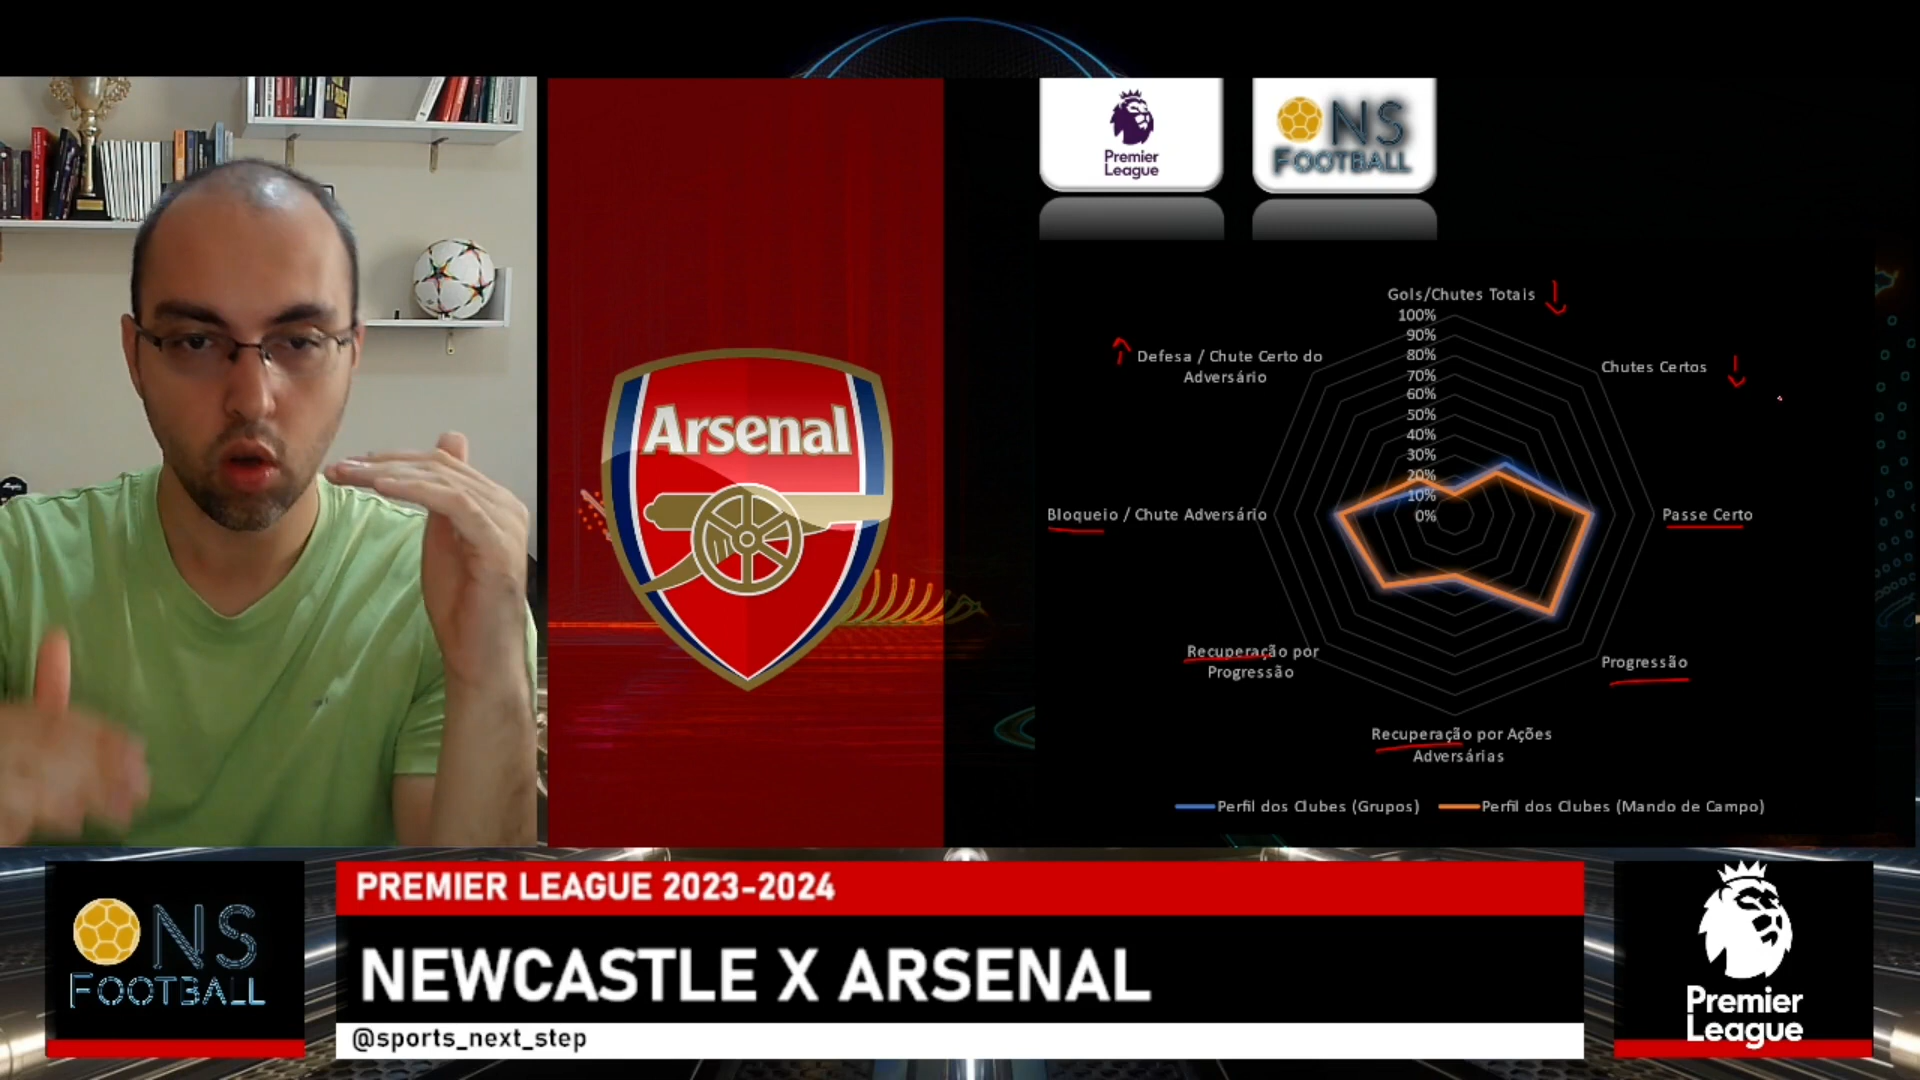 Premier
League
NS
FOOTBALL
Arsenal
Gols/Chutes Totais
100%
90%
80%
70%
60%
50%
40%
30%
20%
10%
0%
Chutes Certos
Passe Certo
Progressão
Recuperação por Ações
Adversárias
Recuperação por
Progressão
Bloqueio / Chute Adversário
Defesa / Chute Certo do
Adversário
Perfil dos Clubes (Grupos)
Perfil dos Clubes (Mando de Campo)
NS
FOOTBALL
PREMIER LEAGUE 2023-2024
NEWCASTLE X ARSENAL
@sports_next_step
Premier
League